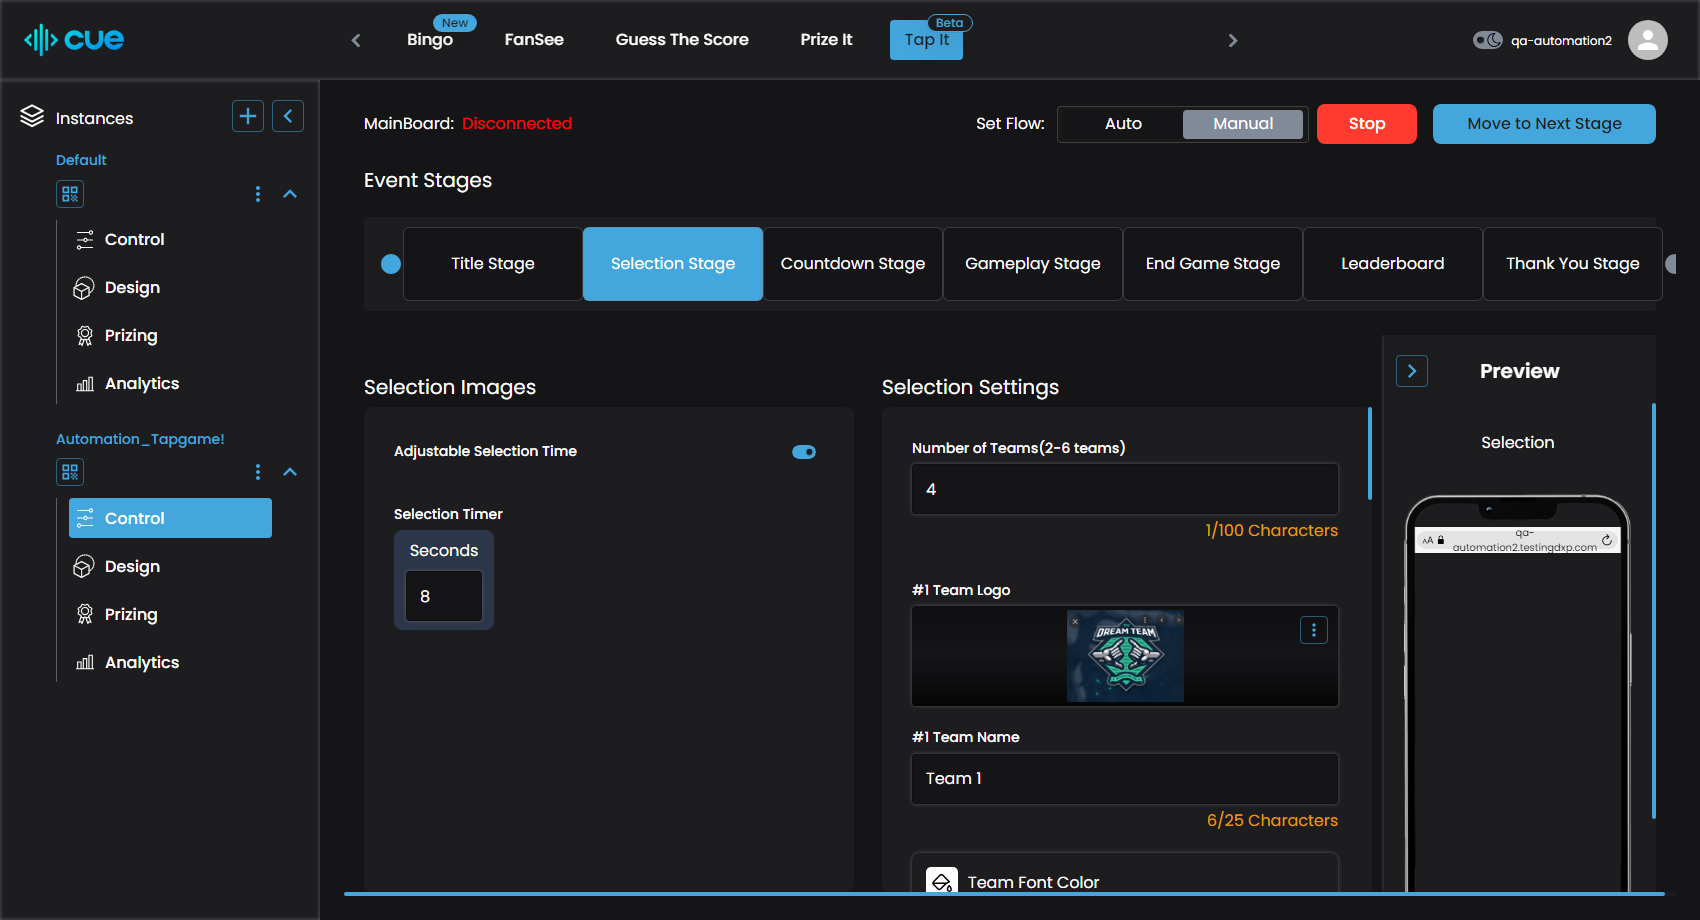 cue
New
Bingo
FanSee
Guess The Score
Prize It
Beta
Tap It
qa-automation2
Instances
Default
Control
Design
Prizing
Analytics
Automation_Tapgame!
Control
Design
Prizing
Analytics
MainBoard: Disconnected
Set Flow:
Auto
Manual
Stop
Move to Next Stage
Event Stages
Title Stage
Selection Stage
Countdown Stage
Gameplay Stage
End Game Stage
Leaderboard
Thank You Stage
Selection Images
Adjustable Selection Time
Selection Timer
Seconds
8
Selection Settings
Number of Teams(2-6 teams)
4
1/100 Characters
#1 Team Logo
DREAM TEAM
#1 Team Name
Team 1
6/25 Characters
Team Font Color
Preview
Selection
AA
qa-
automation2.testingdxp.com